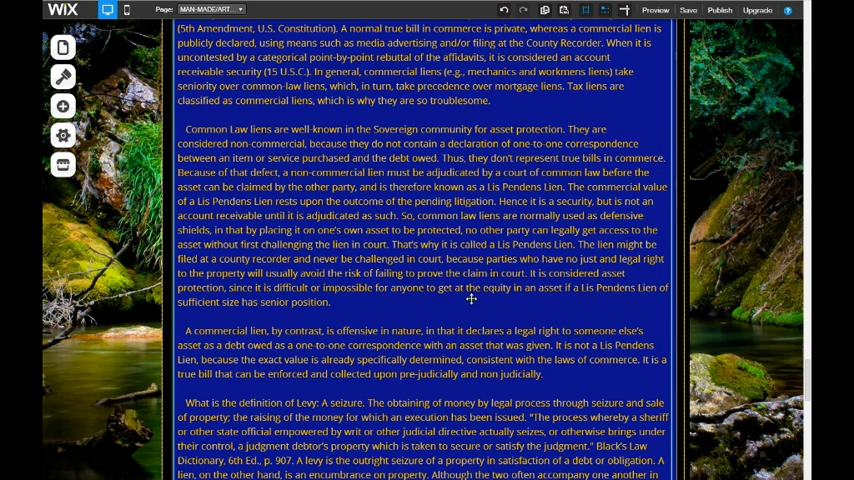 WIX
Page: MAN-MADE/ART...
Preview
Save
Publish
Upgrade
(5th Amendment, U.S. Constitution). A normal true bill in commerce is private, whereas a commercial lien is
publicly declared, using means such as media advertising and/or filing at the County Recorder. When it is
uncontested by a categorical point-by-point rebuttal of the affidavits, it is considered an account
receivable security (15 U.S.C.). In general, commercial liens (e.g., mechanics and workmens liens) take
seniority over common-law liens, which, in turn, take precedence over mortgage liens. Tax liens are
classified as commercial liens, which is why they are so troublesome.
Common Law liens are well-known in the Sovereign community for asset protection. They are
considered non-commercial, because they do not contain a declaration of one-to-one correspondence
between an item or service purchased and the debt owed. Thus, they don't represent true bills in commerce.
Because of that defect, a non-commercial lien must be adjudicated by a court of common law before the
asset can be claimed by the other party, and is therefore known as a Lis Pendens Lien. The commercial value
of a Lis Pendens Lien rests upon the outcome of the pending litigation. Hence it is a security, but is not an
account receivable until it is adjudicated as such. So, common law liens are normally used as defensive
shields, in that by placing it on one's own asset to be protected, no other party can legally get access to the
asset without first challenging the lien in court. That's why it is called a Lis Pendens Lien. The lien might be
filed at a county recorder and never be challenged in court, because parties who have no just and legal right
to the property will usually avoid the risk of failing to prove the claim in court. It is considered asset
protection, since it is difficult or impossible for anyone to get at the equity in an asset if a Lis Pendens Lien of
sufficient size has senior position.
A commercial lien, by contrast, is offensive in nature, in that it declares a legal right to someone else's
asset as a debt owed as a one-to-one correspondence with an asset that was given. It is not a Lis Pendens
Lien, because the exact value is already specifically determined, consistent with the laws of commerce. It is a
true bill that can be enforced and collected upon pre-judicially and non judicially.
What is the definition of Levy: A seizure. The obtaining of money by legal process through seizure and sale
of property; the raising of the money for which an execution has been issued. "The process whereby a sheriff
or other state official empowered by writ or other judicial directive actually seizes, or otherwise brings under
their control, a judgment debtor's property which is taken to secure or satisfy the judgment." Black's Law
Dictionary, 6th Ed., p. 907. A levy is the outright seizure of a property in satisfaction of a debt or obligation. A
lien, on the other hand, is an encumbrance on property. Although the two often accompany one another in